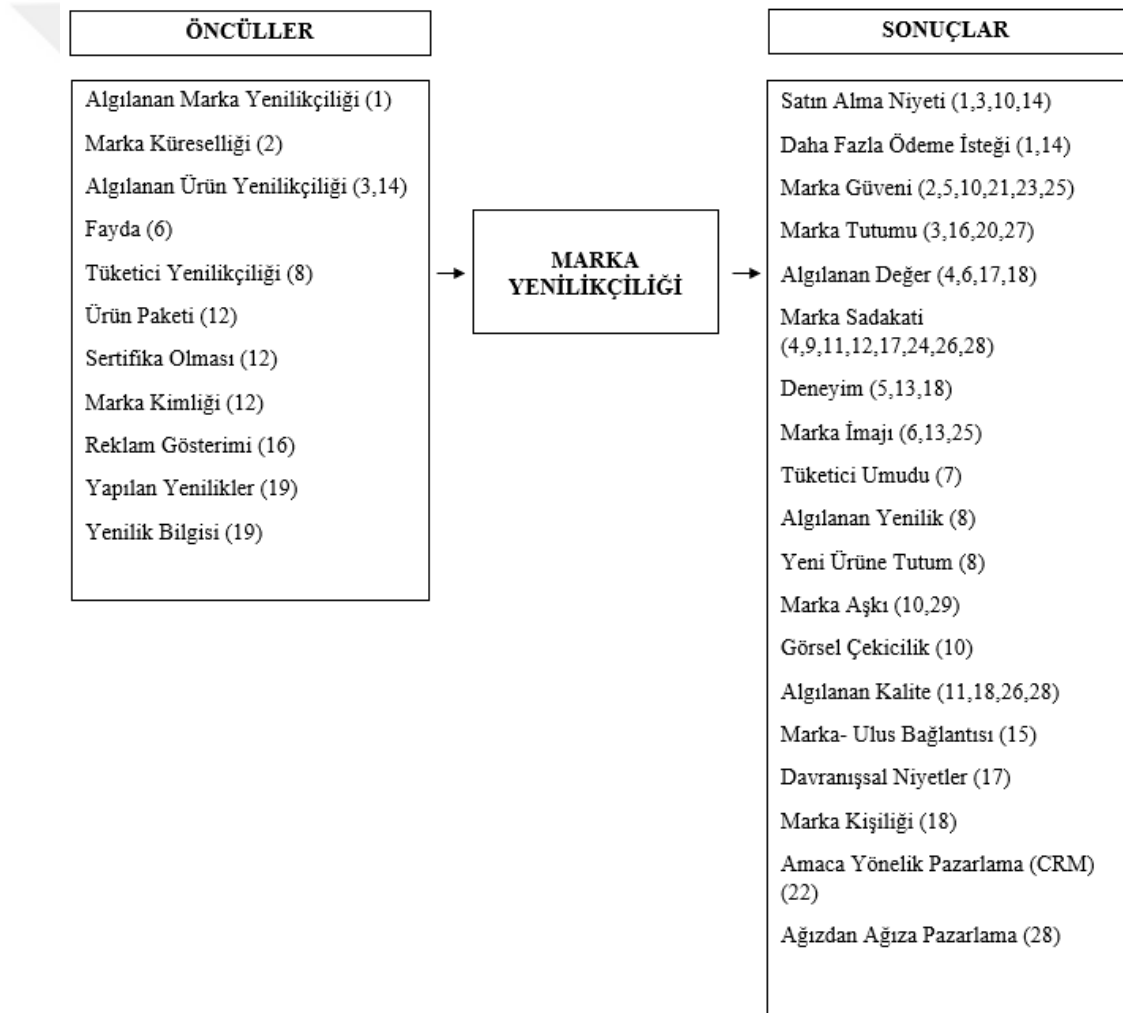 ÖNCÜLLER
Algılanan Marka Yenilikçiliği (1)
Marka Küreselliği (2)
Algılanan Ürün Yenilikçiliği (3,14)
Fayda (6)
Tüketici Yenilikçiliği (8)
Ürün Paketi (12)
Sertifika Olması (12)
Marka Kimliği (12)
Reklam Gösterimi (16)
Yapılan Yenilikler (19)
Yenilik Bilgisi (19)
MARKA
YENİLİKÇİLİĞİ
SONUÇLAR
Satın Alma Niyeti (1,3,10,14)
Daha Fazla Ödeme İsteği (1,14)
Marka Güveni (2,5,10,21,23,25)
Marka Tutumu (3,16,20,27)
Algılanan Değer (4,6,17,18)
Marka Sadakati
(4,9,11,12,17,24,26,28)
Deneyim (5,13,18)
Marka İmajı (6,13,25)
Tüketici Umudu (7)
Algılanan Yenilik (8)
Yeni Ürüne Tutum (8)
Marka Aşkı (10,29)
Görsel Çekicilik (10)
Algılanan Kalite (11,18,26,28)
Marka- Ulus Bağlantısı (15)
Davranışsal Niyetler (17)
Marka Kişiliği (18)
Amaca Yönelik Pazarlama (CRM)
(22)
Ağızdan Ağıza Pazarlama (28)